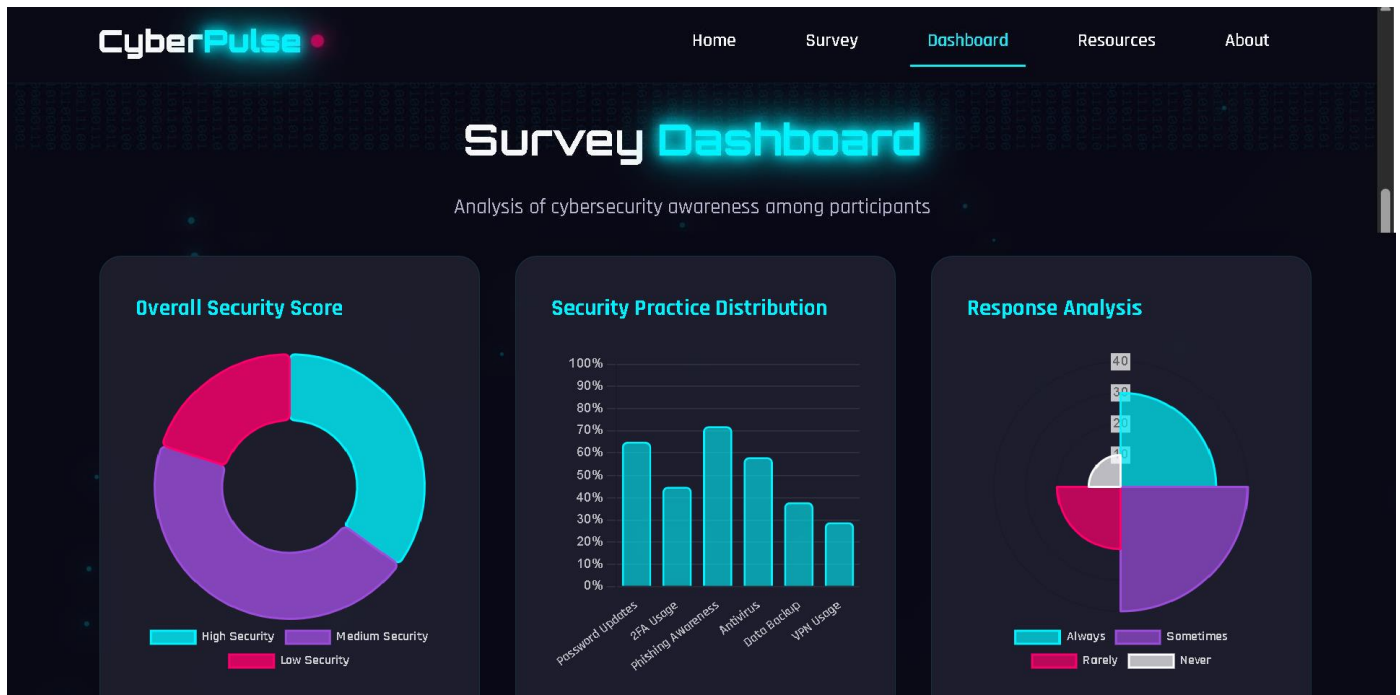 CyberPulse
Home Survey Dashboard Resources About
Survey Dashboard
Analysis of cybersecurity awareness among participants
Overall Security Score
High Security Medium Security
Low Security
Security Practice Distribution
100%
90%
80%
70%
60%
50%
40%
30%
20%
10%
0%
Password Updates
2FA Usage
Phishing Awareness
Antivirus
Data Backup
VPN Usage
Response Analysis
40
30
20
10
Always Sometimes
Rarely Never